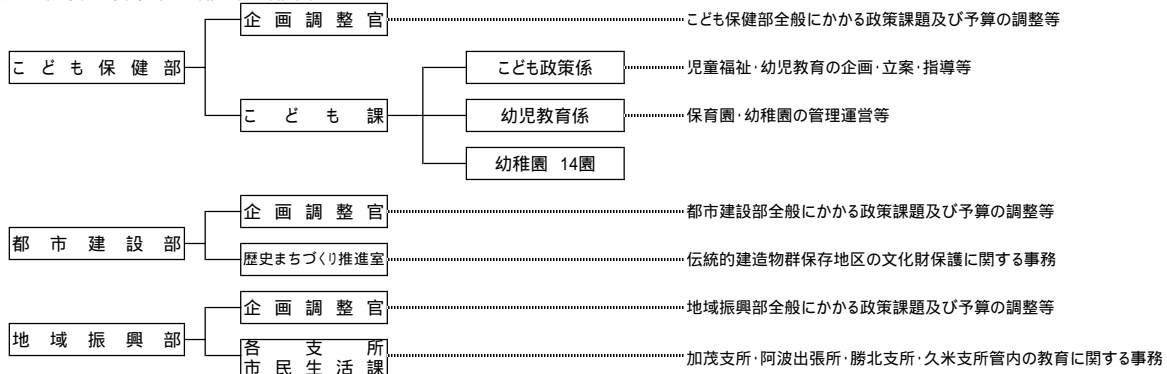 企画調整官 こども保健部全般にかかる政策課題及び予算の調整等
こども保健部
こども政策係 児童福祉・幼児教育の企画・立案・指導等
こども課
幼児教育係 保育園・幼稚園の管理運営等
幼稚園 14園
企画調整官 都市建設部全般にかかる政策課題及び予算の調整等
都市建設部
歴史まちづくり推進室 伝統的建造物群保存地区の文化財保護に関する事務
企画調整官 地域振興部全般にかかる政策課題及び予算の調整等
地域振興部
各支所
市民生活課
加茂支所・阿波出張所・勝北支所・久米支所管内の教育に関する事務